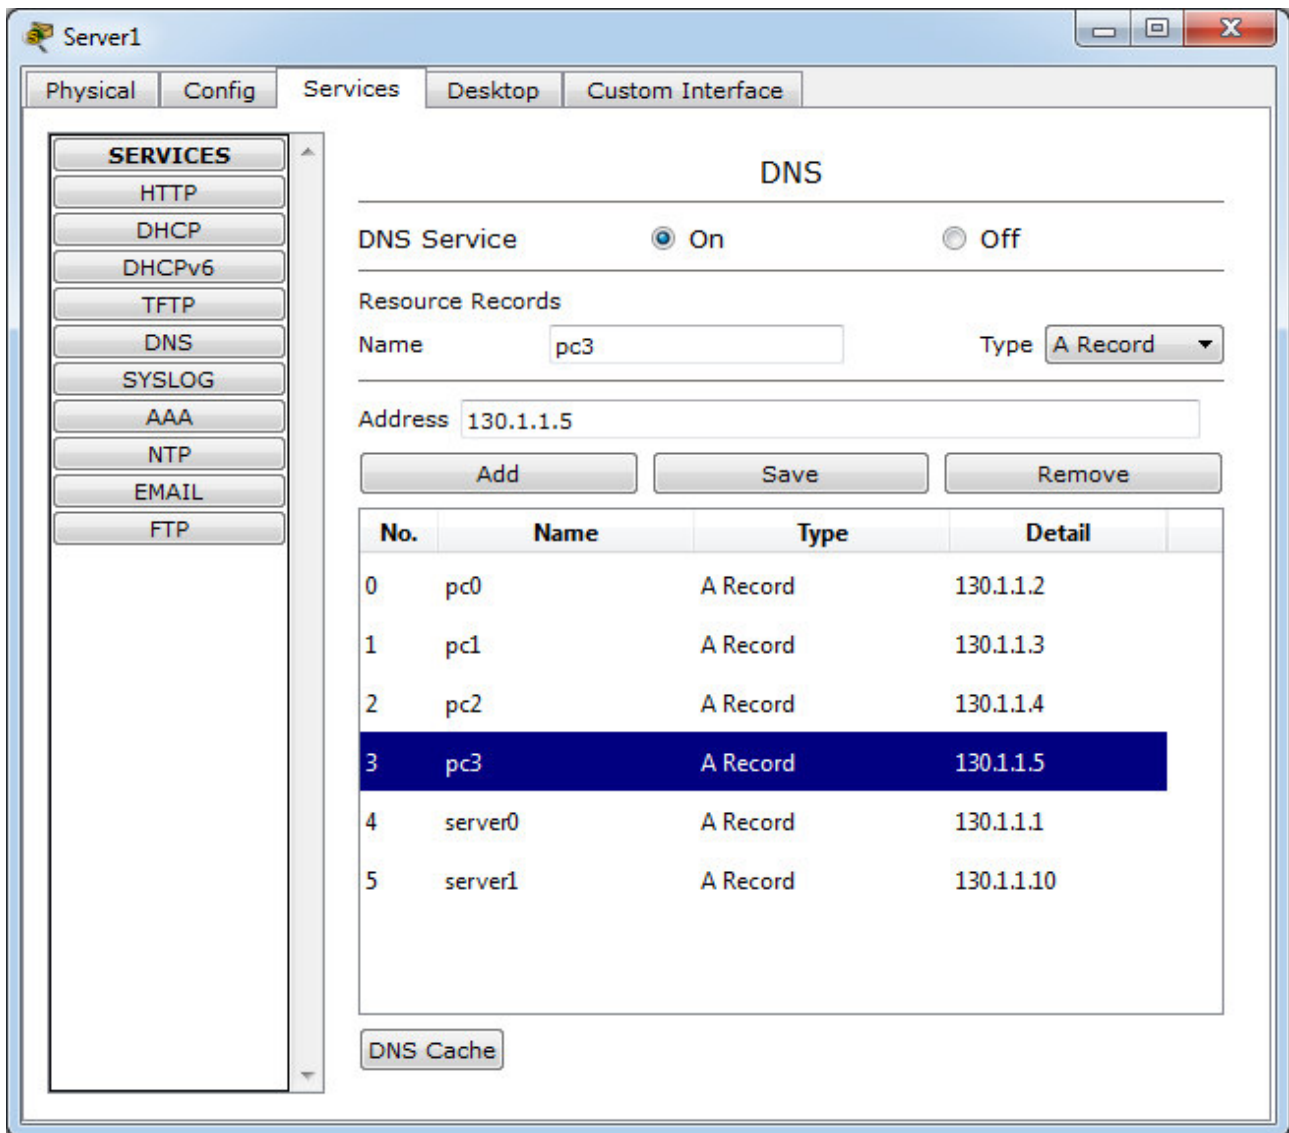 Server1
Physical Config Services Desktop Custom Interface
SERVICES
HTTP
DHCP
DHCPv6
TFTP
DNS
SYSLOG
AAA
NTP
EMAIL
FTP
DNS
DNS Service On Off
Resource Records
Name pc3 Type A Record
Address 130.1.1.5
Add Save Remove
No. Name Type Detail
0 pc0 A Record 130.1.1.2
1 pc1 A Record 130.1.1.3
2 pc2 A Record 130.1.1.4
3 pc3 A Record 130.1.1.5
4 server0 A Record 130.1.1.1
5 server1 A Record 130.1.1.10
DNS Cache